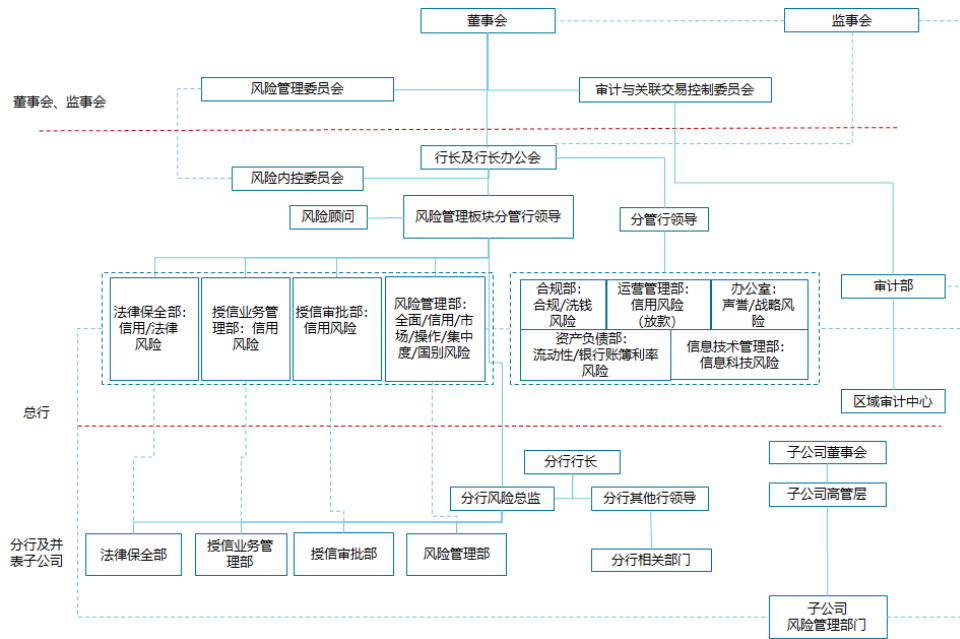 董事会
监事会
风险管理委员会
审计与关联交易控制委员会
董事会、监事会
行长及行长办公会
风险内控委员会
风险顾问
风险管理板块分管行领导
分管行领导
法律保全部：
信用/法律
风险
授信业务管
理部：信用
风险
授信审批部：
信用风险
风险管理部：
全面/信用/市
场/操作/集中
度/国别风险
合规部：
合规/洗钱
风险
运营管理部：
信用风险
（放款）
办公室：
声誉/战略风
险
资产负债部：
流动性/银行账簿利率
风险
信息技术管理部：
信息科技风险
审计部
区域审计中心
总行
分行行长
分行风险总监
分行其他行领导
子公司董事会
子公司高管层
分行及并
表子公司
法律保全部
授信业务管
理部
授信审批部
风险管理部
分行相关部门
子公司
风险管理部门